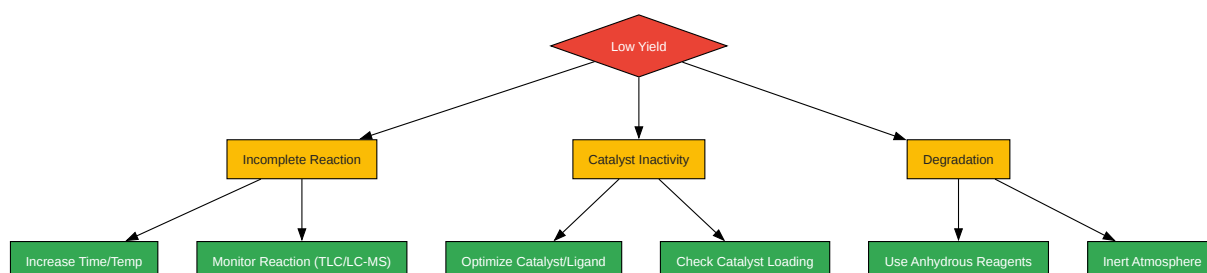 Low Yield
Incomplete Reaction
Catalyst Inactivity
Degradation
Increase Time/Temp
Monitor Reaction (TLC/LC-MS)
Optimize Catalyst/Ligand
Check Catalyst Loading
Use Anhydrous Reagents
Inert Atmosphere